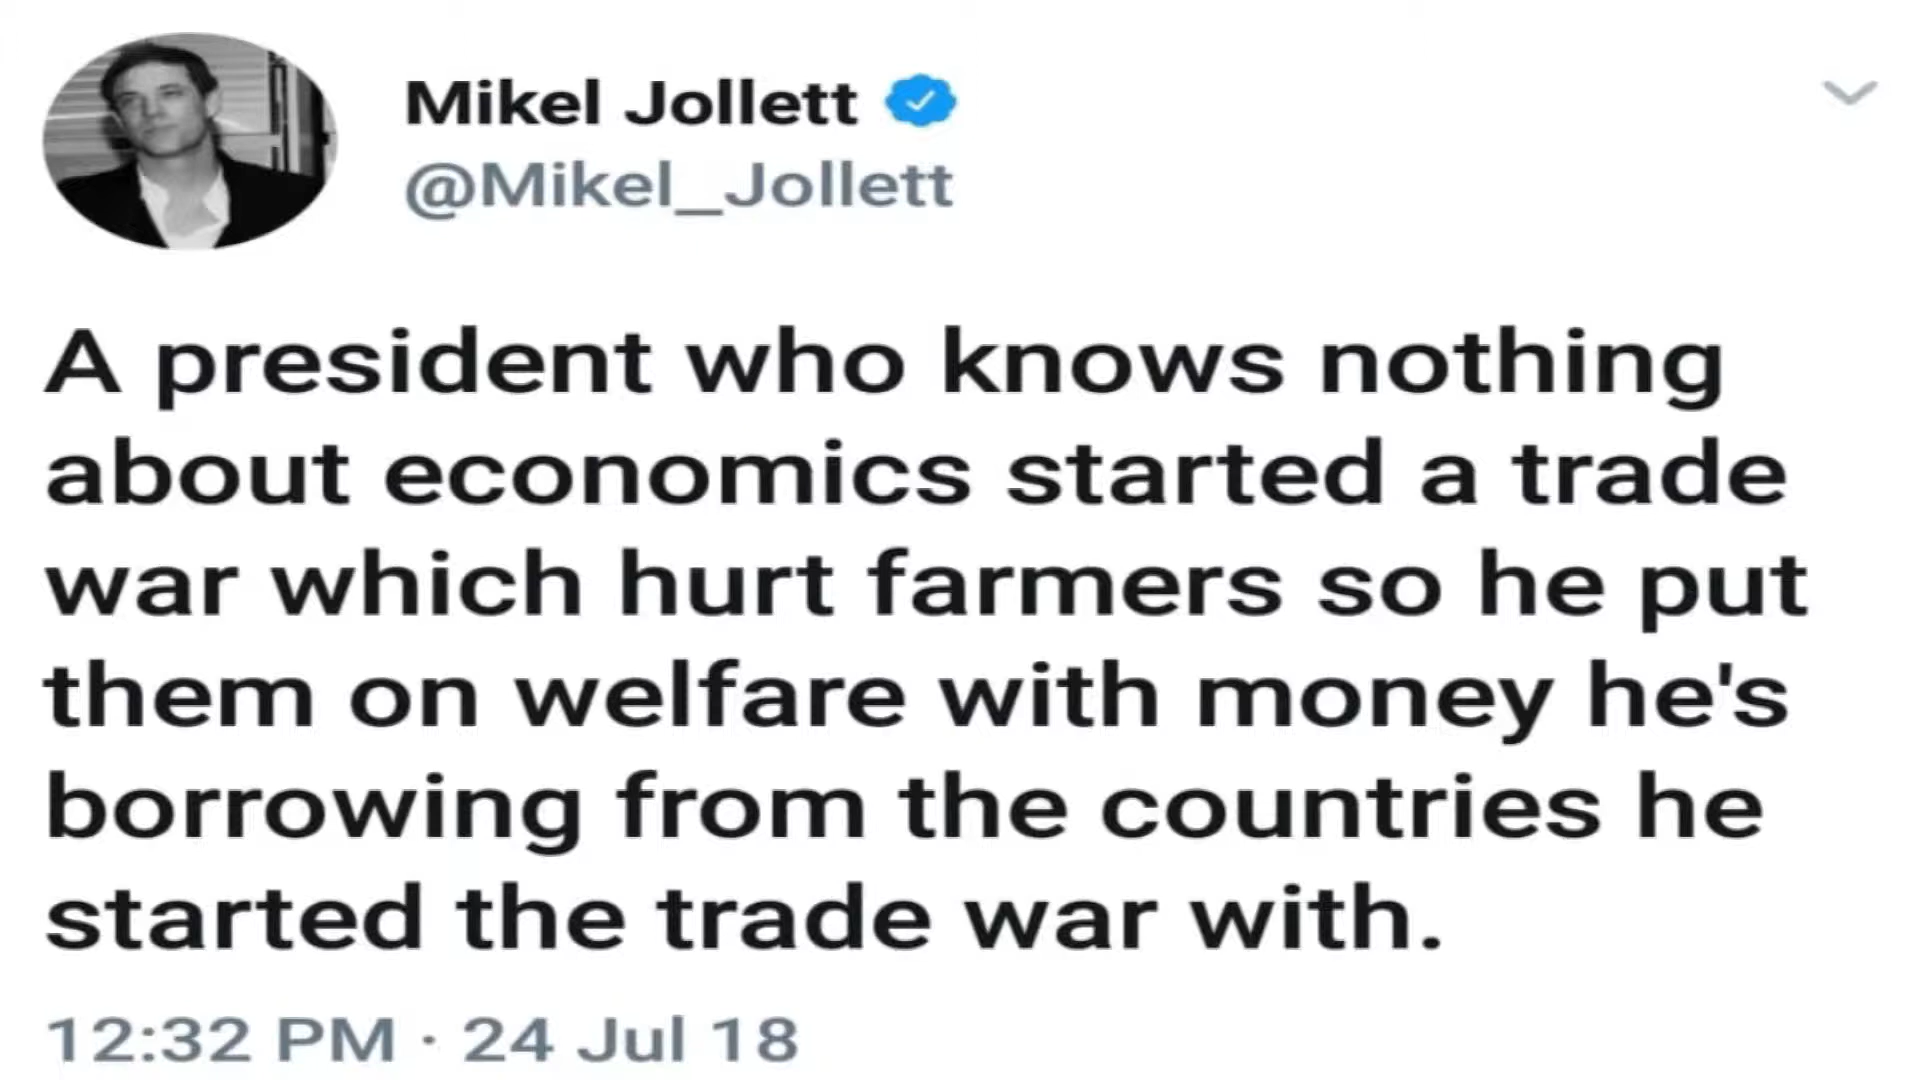 Mikel Jollett
@Mikel_Jollett
A president who knows nothing
about economics started a trade
war which hurt farmers so he put
them on welfare with money he's
borrowing from the countries he
started the trade war with.
12:32 PM · 24 Jul 18